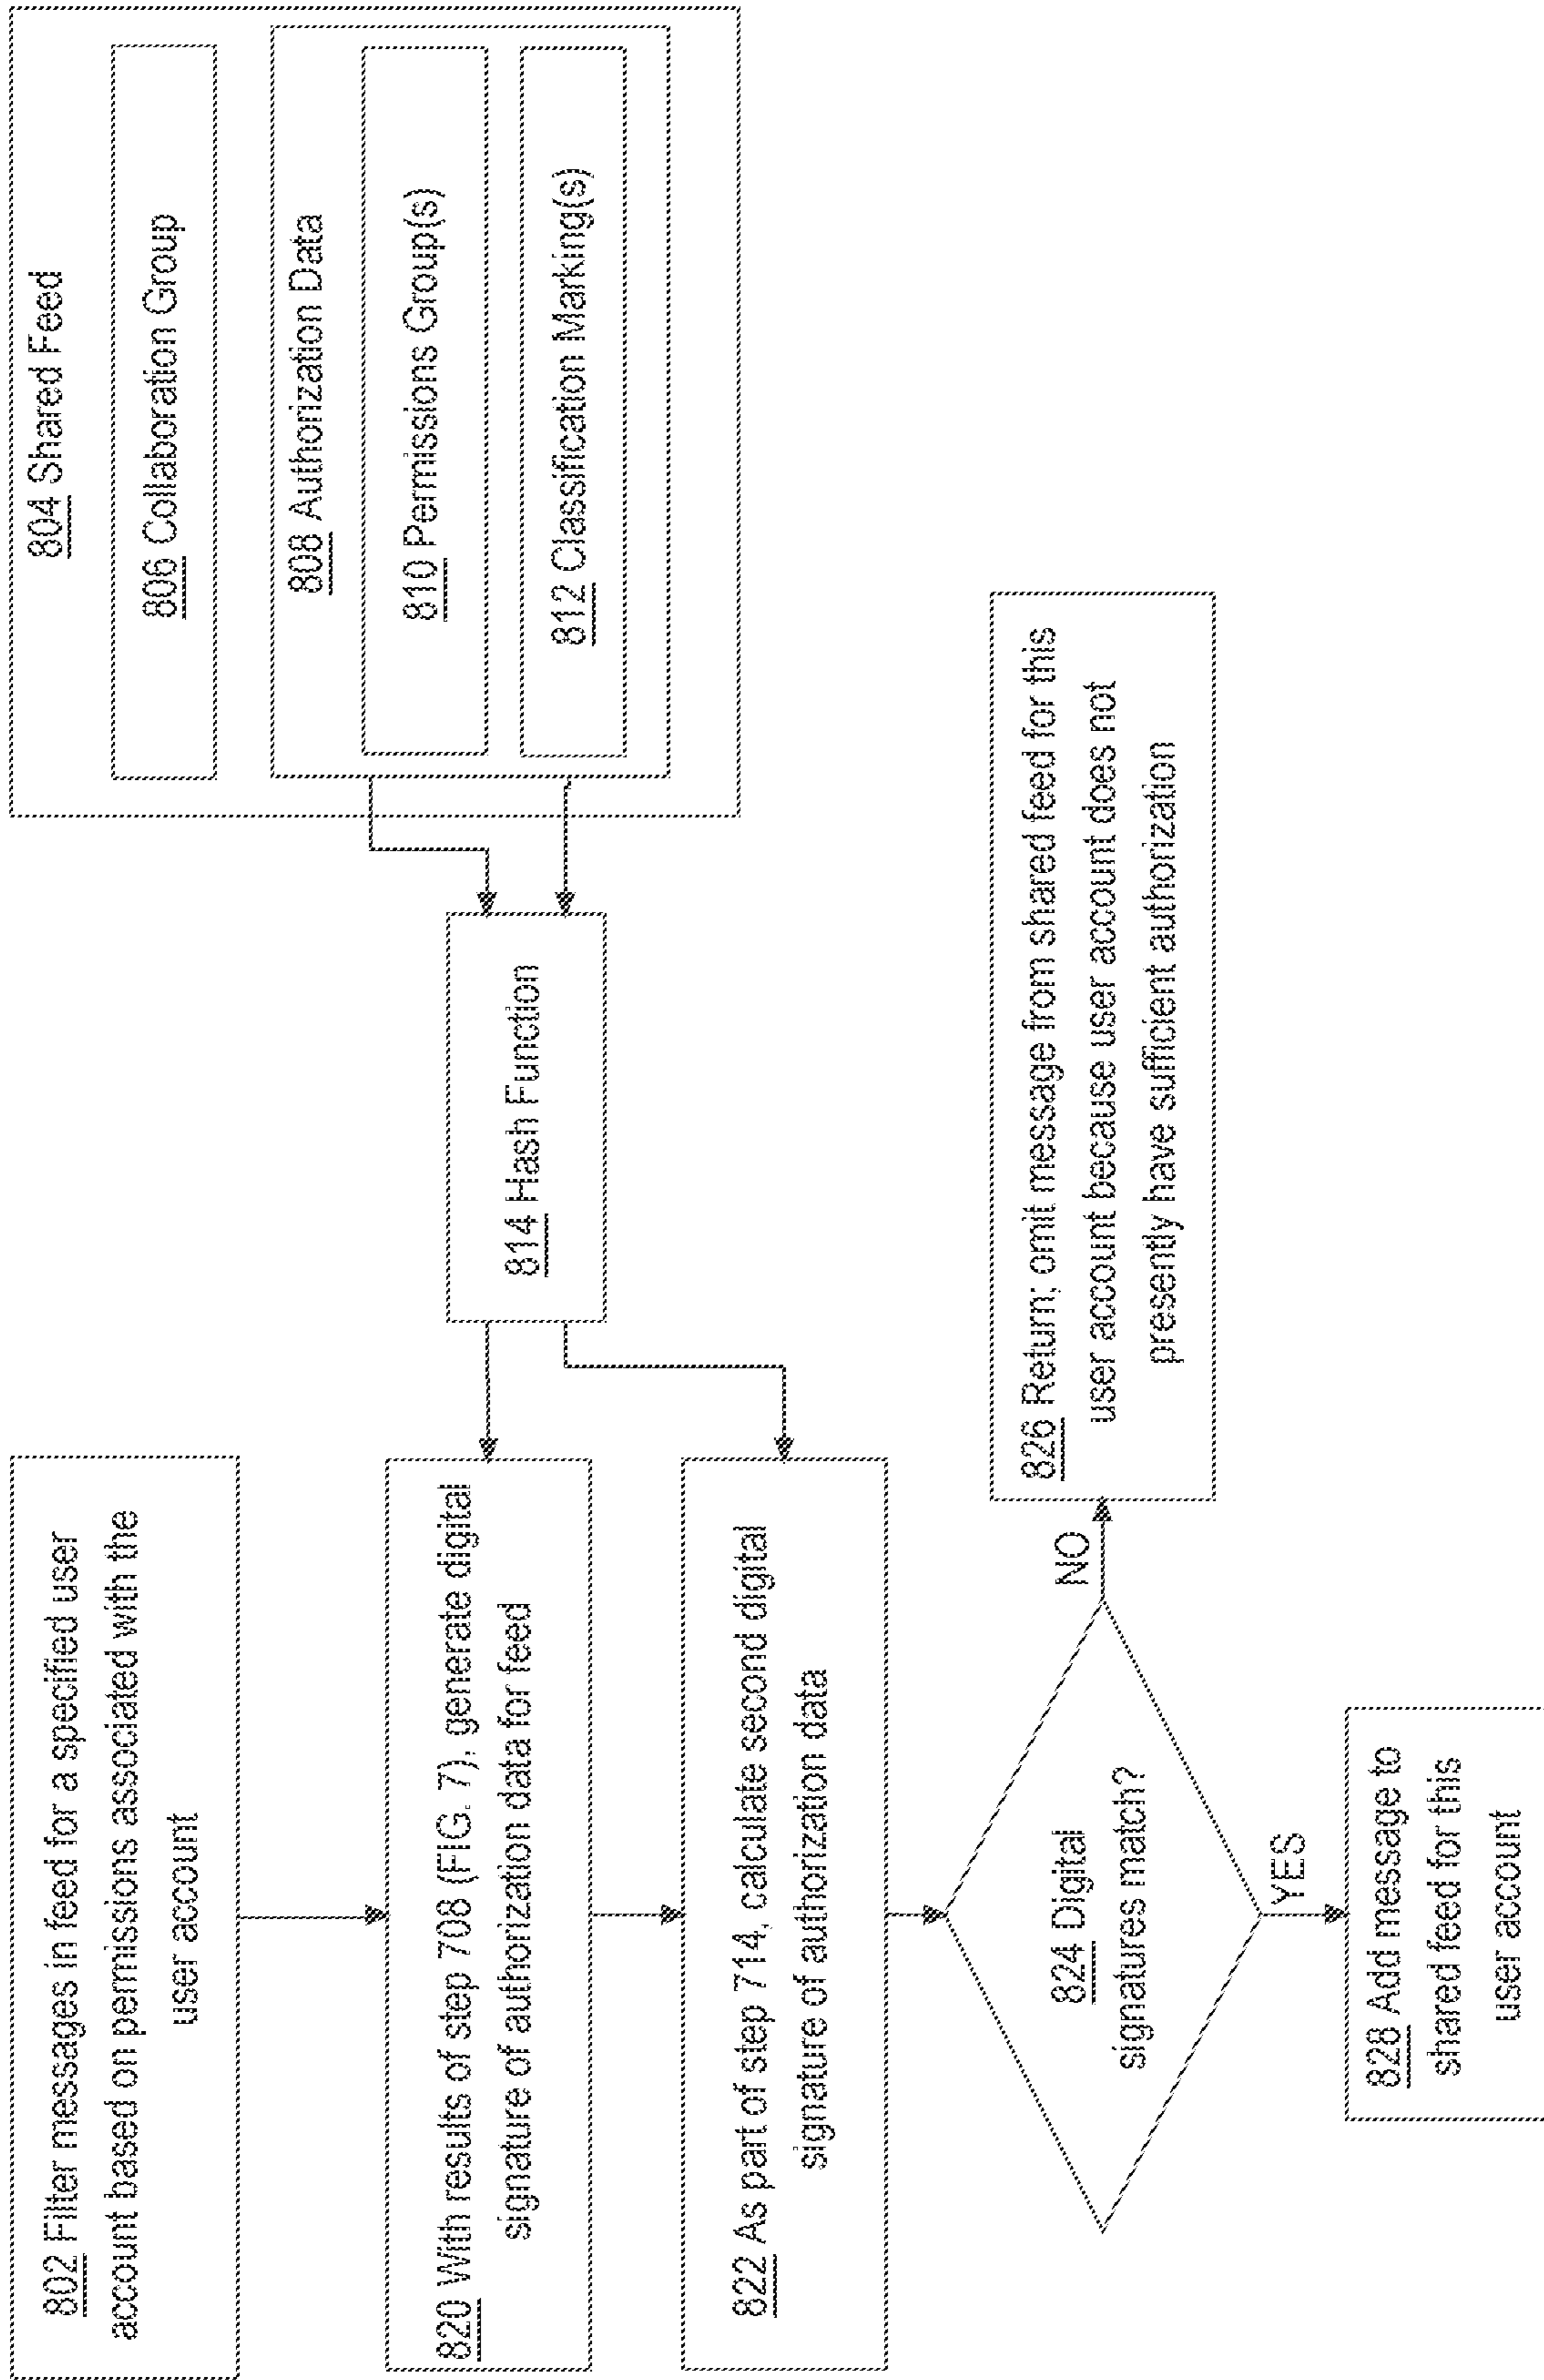 802 Filter messages in feed for a specified user
account based on permissions associated with the
user account
804 Shared Feed
806 Collaboration Group
808 Authorization Data
810 Permissions Group(s)
812 Classification Marking(s)
814 Hash Function
820 With results of step 708 (FIG. 7), generate digital
signature of authorization data for feed
822 As part of step 714, calculate second digital
signature of authorization data
824 Digital
signatures match?
NO
826 Return; omit message from shared feed for this
user account because user account does not
presently have sufficient authorization
YES
828 Add message to
shared feed for this
user account